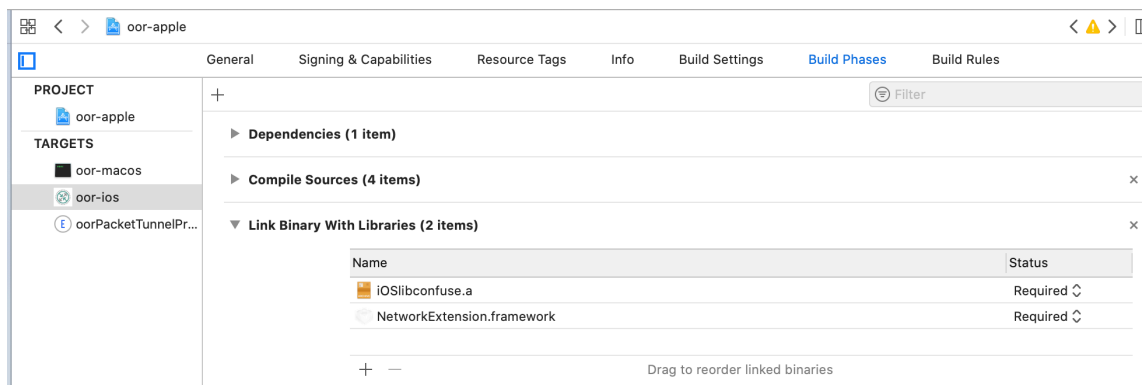 oor-apple
General Signing & Capabilities Resource Tags Info Build Settings Build Phases Build Rules
PROJECT
oor-apple
TARGETS
oor-macos
oor-ios
E oorPacketTunnelPr...
Filter
Dependencies (1 item)
Compile Sources (4 items)
Link Binary With Libraries (2 items)
Name Status
iOSlibconfuse.a Required
NetworkExtension.framework Required
Drag to reorder linked binaries